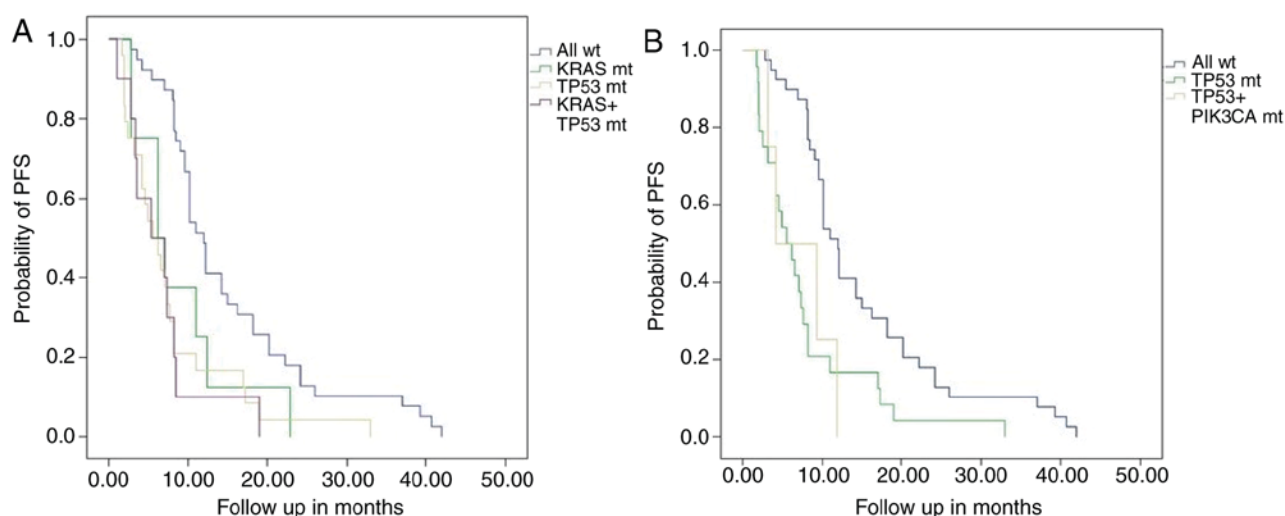 A
Probability of PFS
1.0
0.8
0.6
0.4
0.2
0.0
0.00 10.00 20.00 30.00 40.00 50.00
Follow up in months
All wt
KRAS mt
TP53 mt
KRAS+
TP53 mt
B
Probability of PFS
1.0
0.8
0.6
0.4
0.2
0.0
0.00 10.00 20.00 30.00 40.00 50.00
Follow up in months
All wt
TP53 mt
TP53+
PIK3CA mt